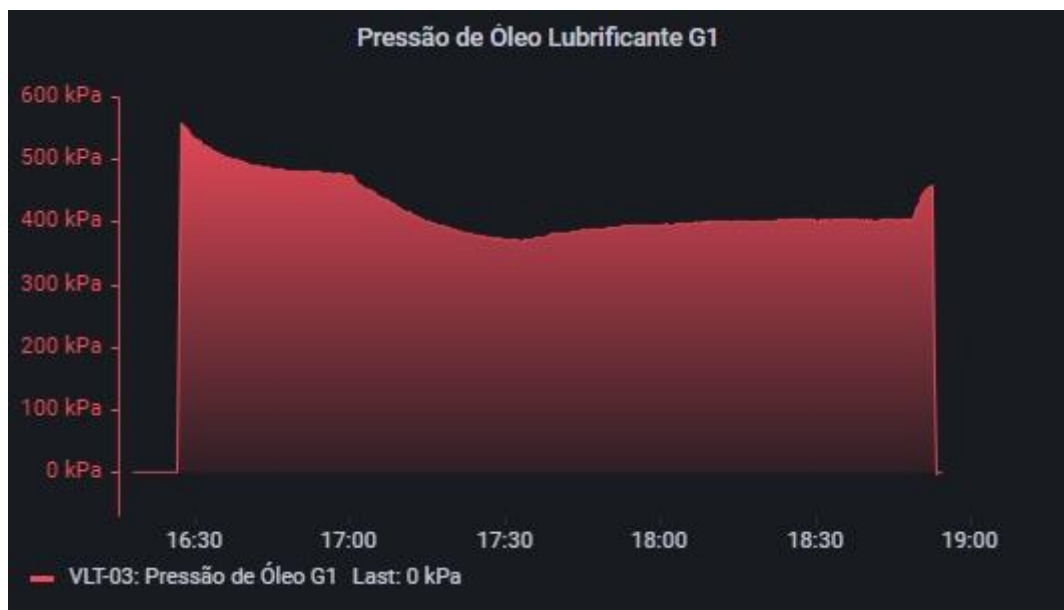 Pressão de Óleo Lubrificante G1
600 kPa
500 kPa
400 kPa
300 kPa
200 kPa
100 kPa
0 kPa
16:30 17:00 17:30 18:00 18:30 19:00
VLT-03: Pressão de Óleo G1 Last: 0 kPa